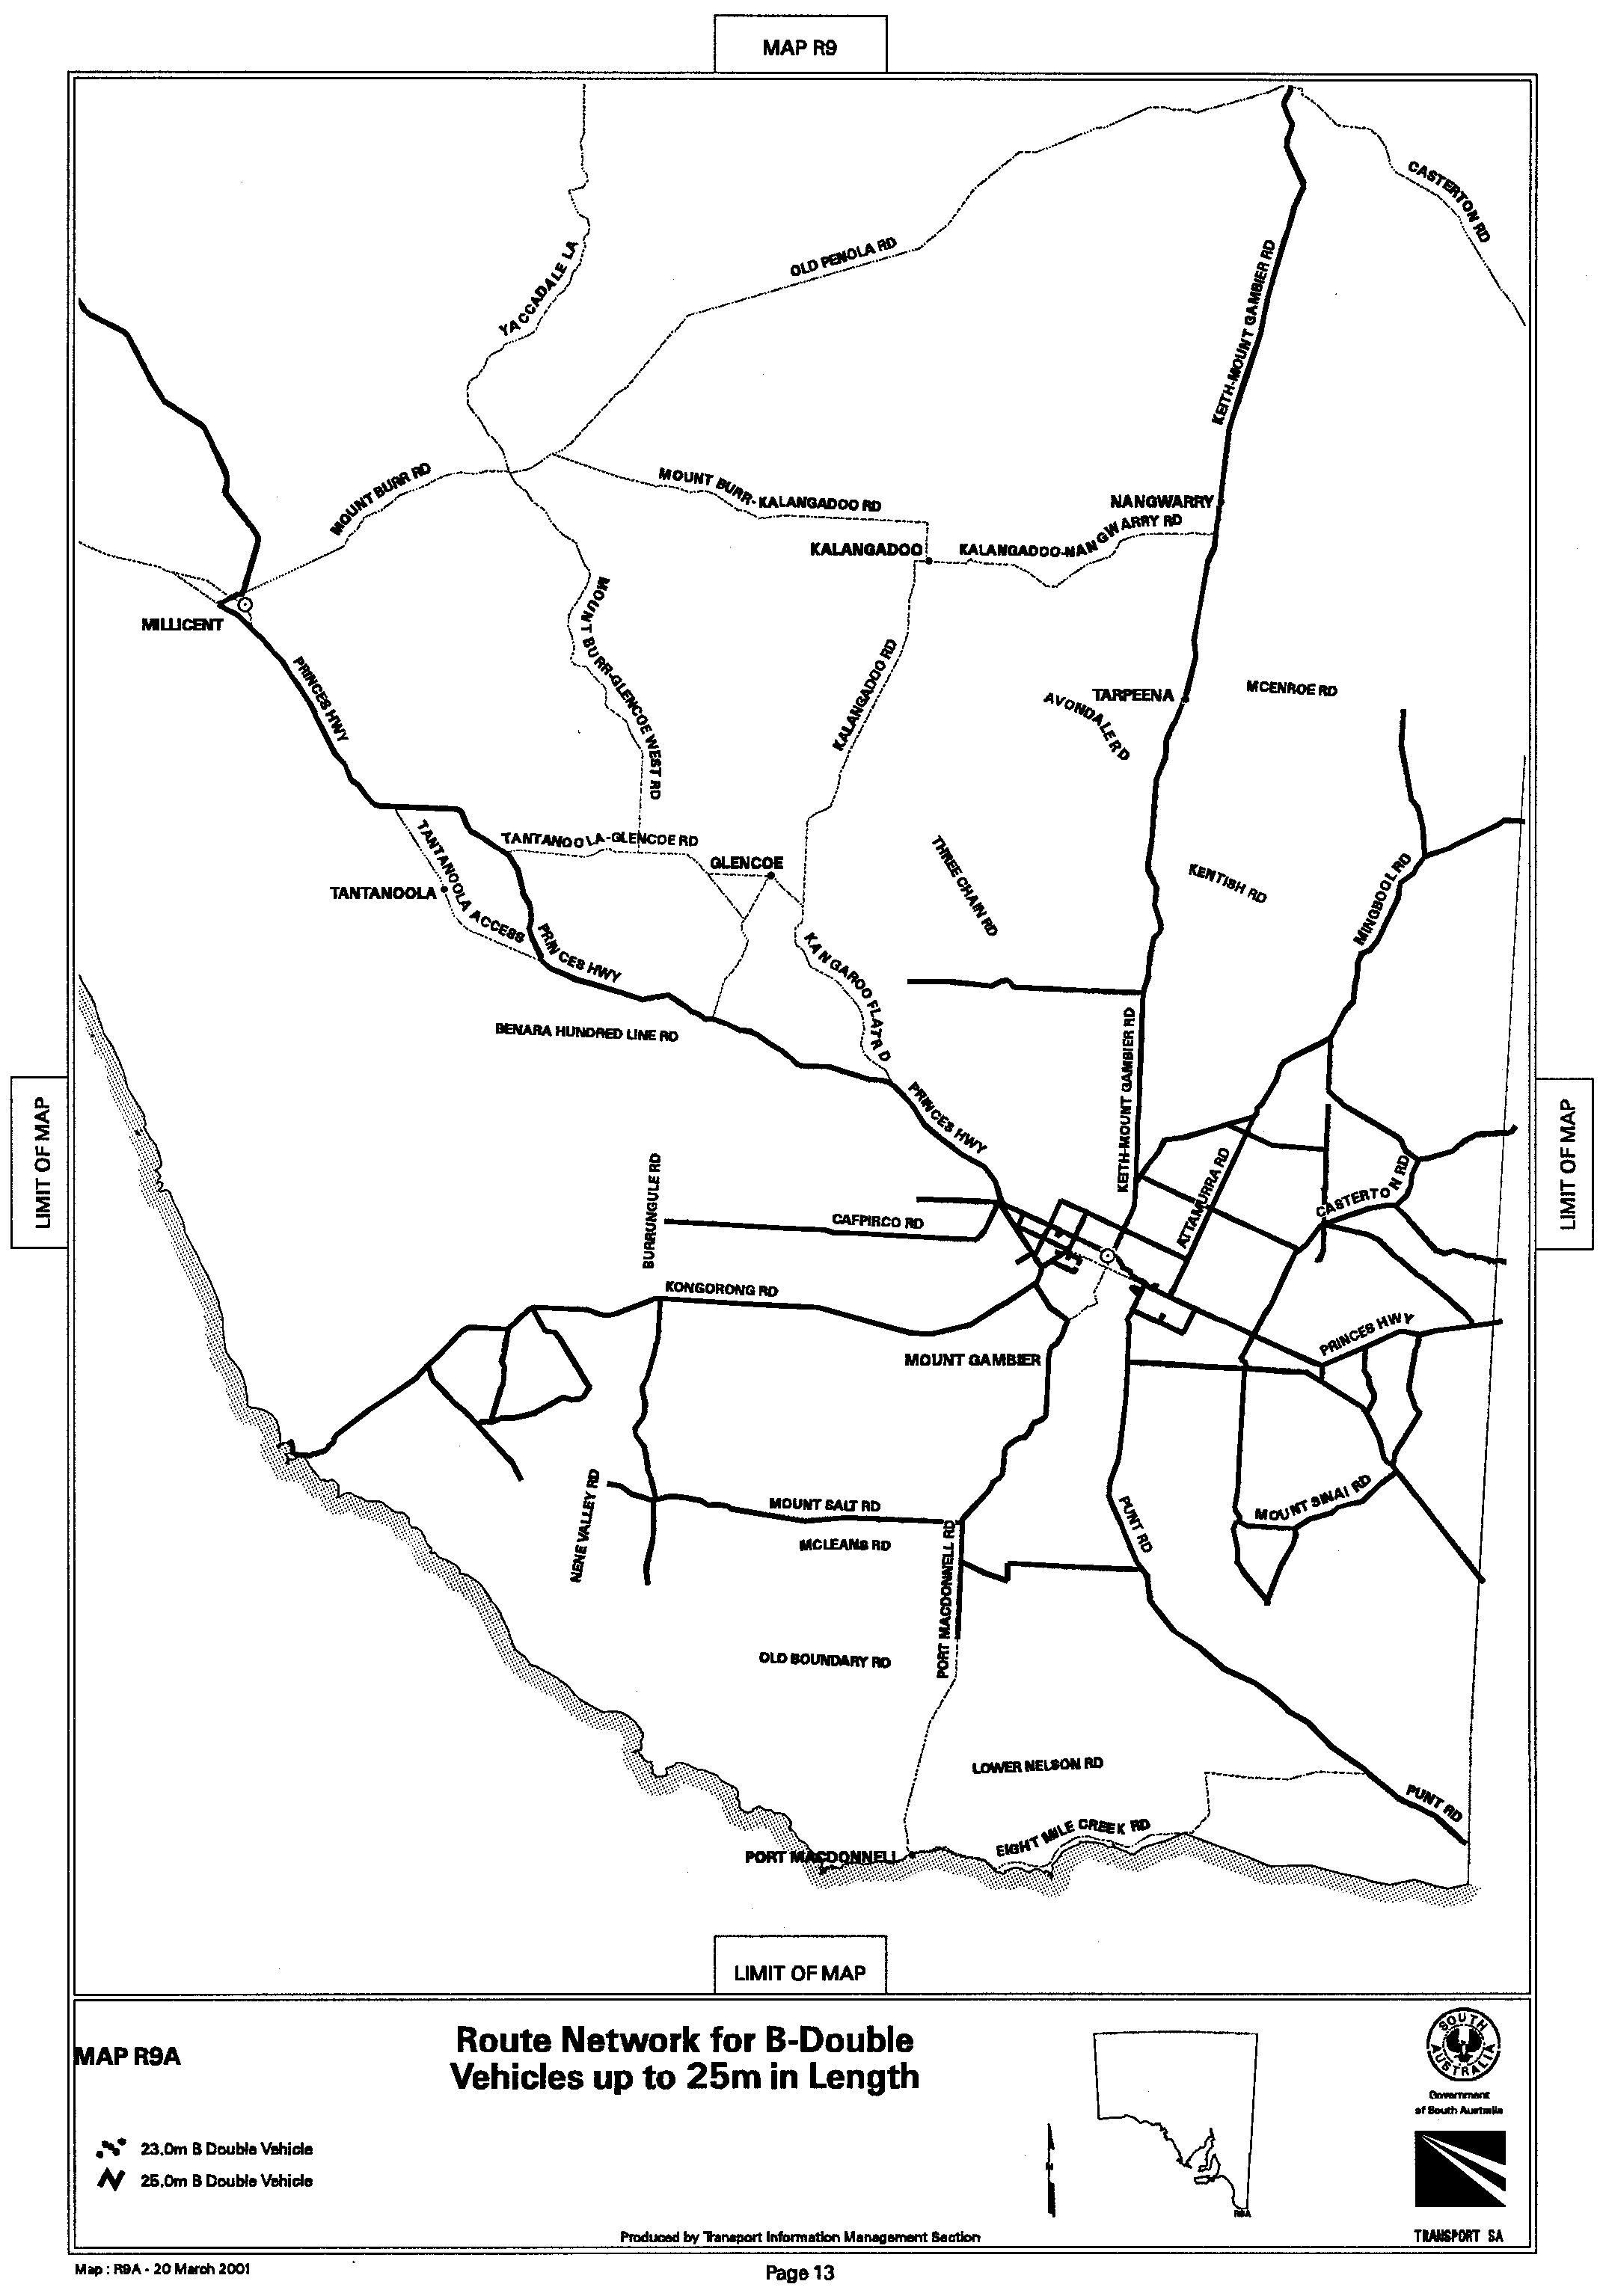 MAP R9
CASTERTON RD
OLD PENOLA RD
YACCADALE LA
KEITH-MOUNT GAMBIER RD
MOUNT BURR RD
MOUNT BURR-KALANGADOO RD
NANGWARRY
KALANGADOO
KALANGADOO-NANGWARRY RD
MILLICENT
MOUNT BURR-GLENCOE WEST RD
PRINCES HWY
KALANGADOO RD
TARPEENA
MCENROE RD
AVONDALE RD
TANTANOOLA-GLENCOE RD
GLENCOE
TANTANOOLA
TANTANOOLA ACCESS
THREE CHAIN RD
KENTISH RD
MINGBOOL RD
PRINCES HWY
KANGAROO FLAT RD
BENARA HUNDRED LINE RD
KEITH-MOUNT GAMBIER RD
PRINCES HWY
LIMIT OF MAP
LIMIT OF MAP
BURRUNGULE RD
CAFPIRCO RD
ATTAMURRA RD
CASTERTON RD
KONGORONG RD
PRINCES HWY
MOUNT GAMBIER
NENE VALLEY RD
MOUNT SALT RD
MCLEANS RD
PORT MACDONNELL RD
PUNT RD
MOUNT SINAI RD
OLD BOUNDARY RD
LOWER NELSON RD
PUNT RD
EIGHT MILE CREEK RD
PORT MACDONNELL
LIMIT OF MAP
MAP R9A
Route Network for B-Double
Vehicles up to 25m in Length
23.0m B Double Vehicle
25.0m B Double Vehicle
N
R9A
SOUTH
AUSTRALIA
Government
of South Australia
TRANSPORT SA
Produced by Transport Information Management Section
Map : R9A - 20 March 2001
Page 13